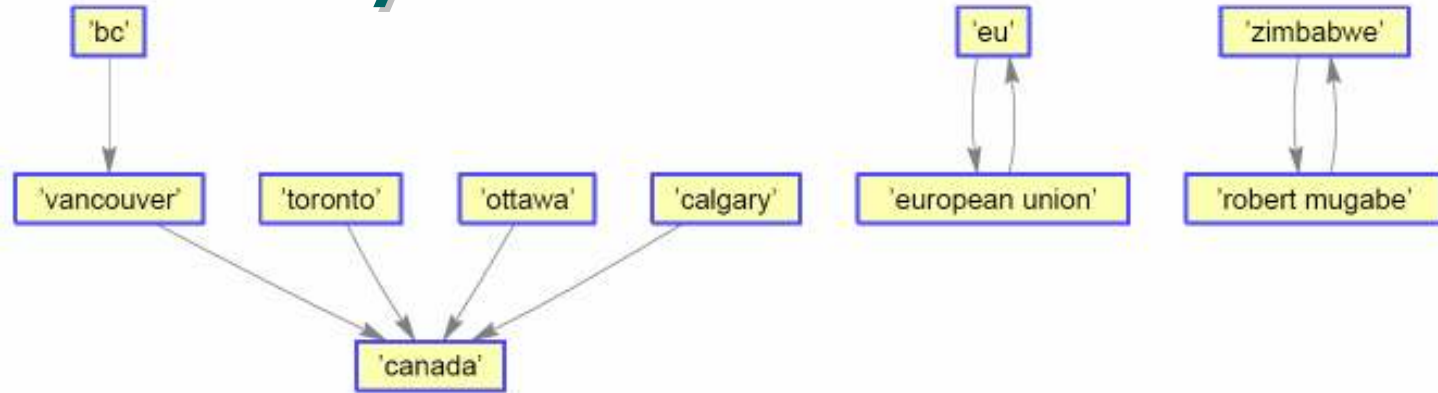 'bc'
'eu'
'zimbabwe'
'vancouver'
'toronto'
'ottawa'
'calgary'
'european union'
'robert mugabe'
'canada'